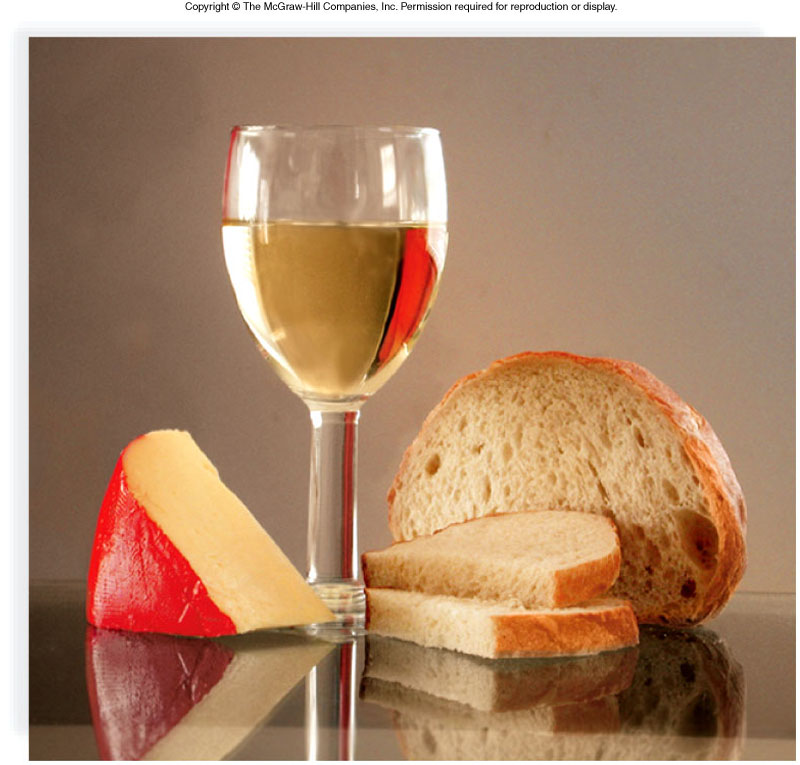 Copyright © The McGraw-Hill Companies, Inc. Permission required for reproduction or display.